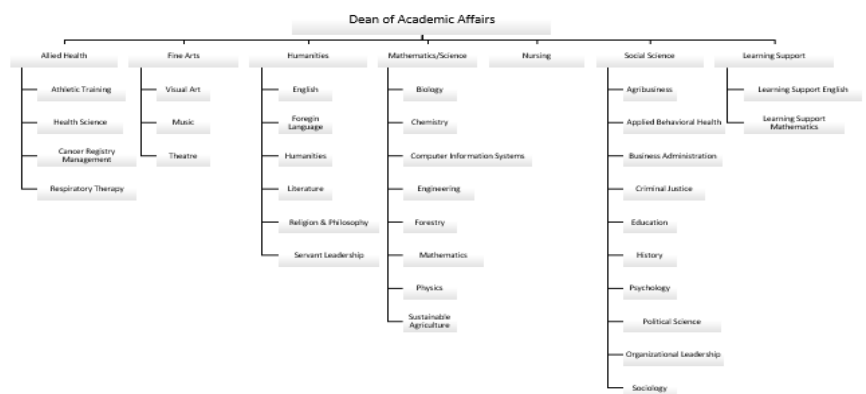 Dean of Academic Affairs
Allied Health
Athletic Training
Health Science
Cancer Registry
Management
Respiratory Therapy
Fine Arts
Visual Art
Music
Theatre
Humanities
English
Foregin
Language
Humanities
Literature
Religion & Philosophy
Servant Leadership
Mathematics/Science
Biology
Chemistry
Computer Information Systems
Engineering
Forestry
Mathematics
Physics
Sustainable
Agriculture
Nursing
Social Science
Agribusiness
Applied Behavioral Health
Business Administration
Criminal Justice
Education
History
Psychology
Political Science
Organizational Leadership
Sociology
Learning Support
Learning Support English
Learning Support
Mathematics